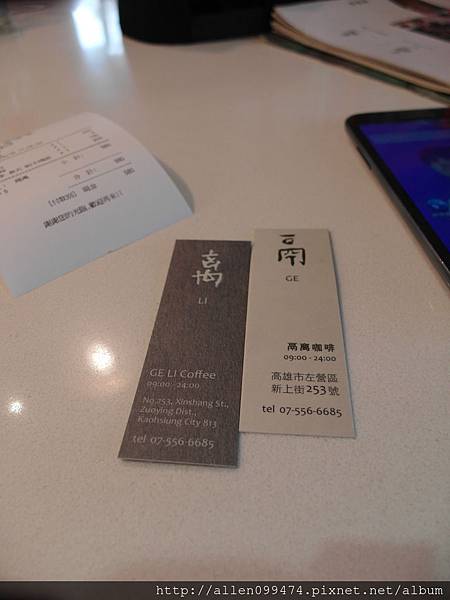 LI
GE LI Coffee
09:00 - 24:00
No.253, Xinshang St.,
Zuoying Dist.,
Kaohsiung City 813
tel 07-556-6685
鬲
GE
鬲离咖啡
09:00 - 24:00
高雄市左營區
新上街253號
tel 07-556-6685
http://allen099474.pixnet.net/album